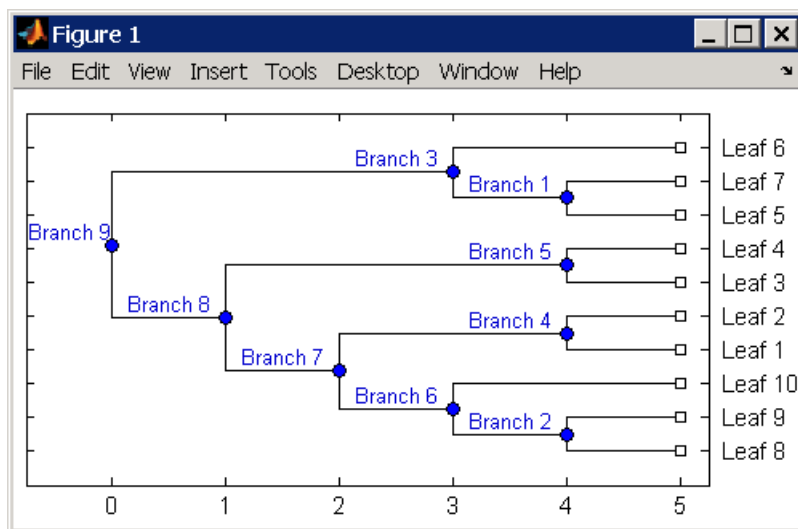 Figure 1
File Edit View Insert Tools Desktop Window Help
Branch 3
Leaf 6
Branch 1
Leaf 7
Leaf 5
Branch 9
Branch 5
Leaf 4
Leaf 3
Branch 8
Branch 4
Leaf 2
Leaf 1
Branch 7
Branch 6
Leaf 10
Branch 2
Leaf 9
Leaf 8
0 1 2 3 4 5